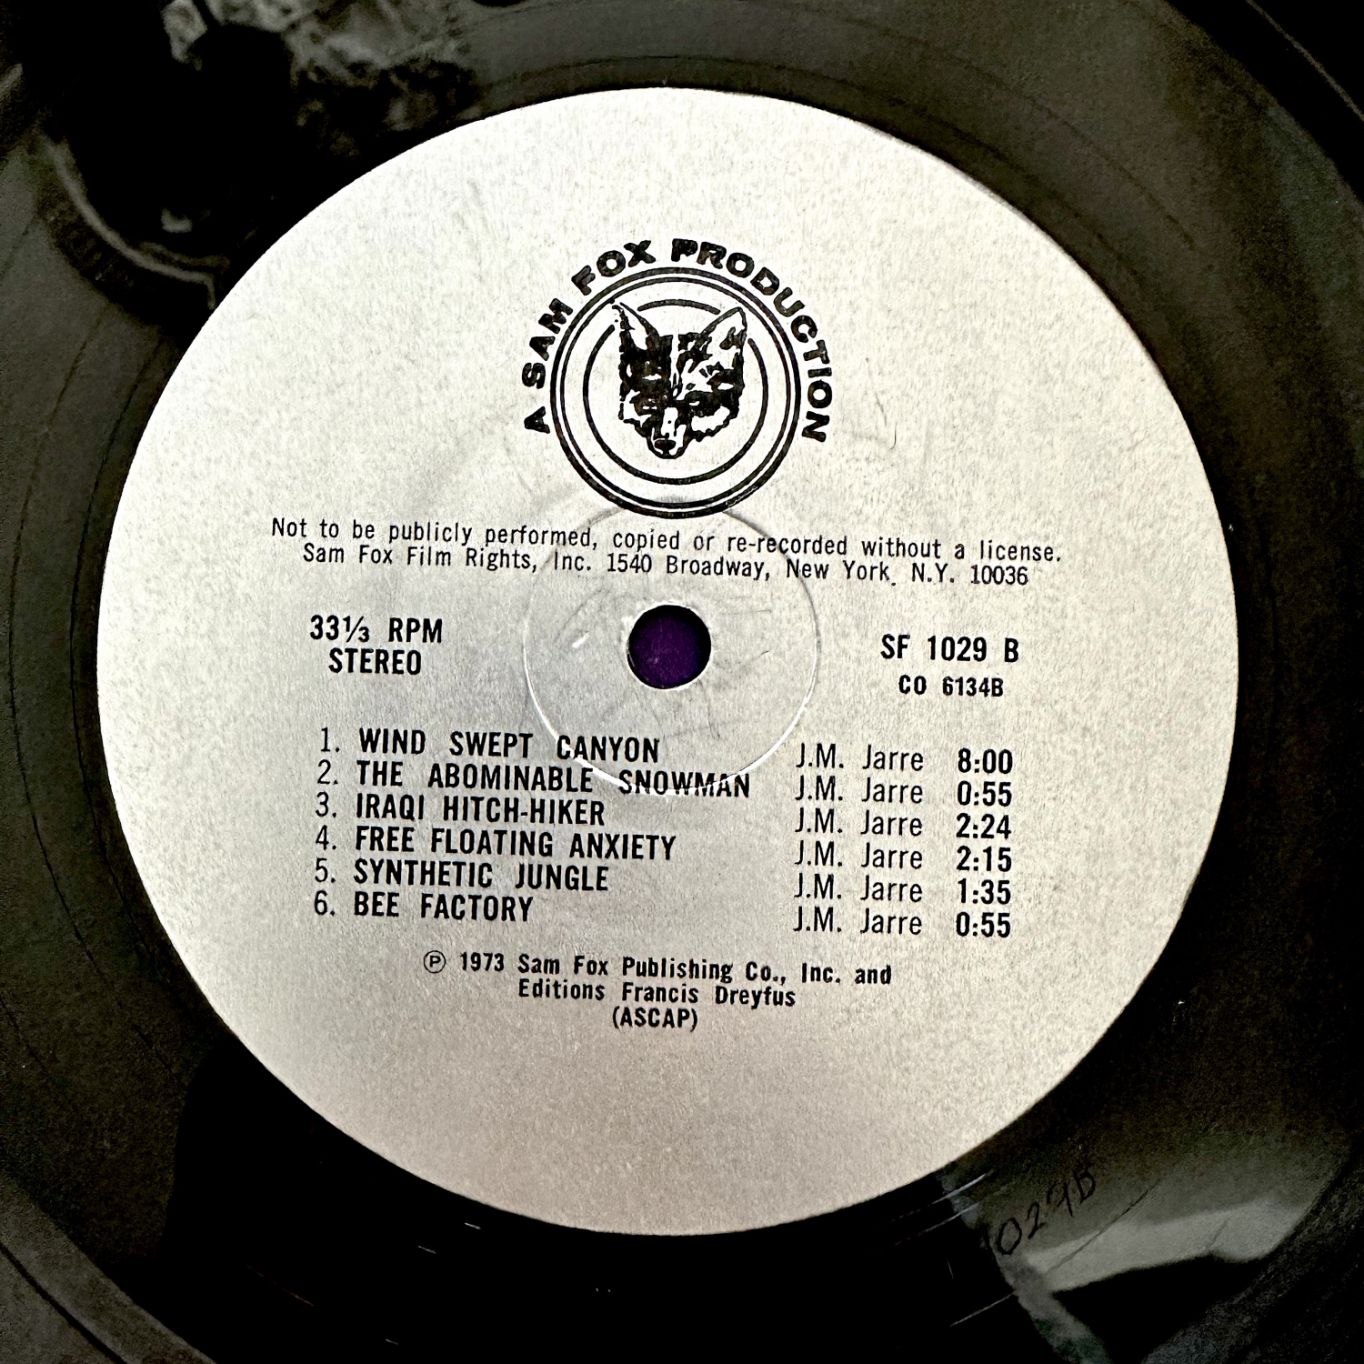 A SAM FOX PRODUCTION
Not to be publicly performed, copied or re-recorded without a license.
Sam Fox Film Rights, Inc. 1540 Broadway, New York, N.Y. 10036
33⅓ RPM
STEREO
SF 1029 B
CO 6134B
1. WIND SWEPT CANYON J.M. Jarre 8:00
2. THE ABOMINABLE SNOWMAN J.M. Jarre 0:55
3. IRAQI HITCH-HIKER J.M. Jarre 2:24
4. FREE FLOATING ANXIETY J.M. Jarre 2:15
5. SYNTHETIC JUNGLE J.M. Jarre 1:35
6. BEE FACTORY J.M. Jarre 0:55
℗ 1973 Sam Fox Publishing Co., Inc. and
Editions Francis Dreyfus
(ASCAP)
029B